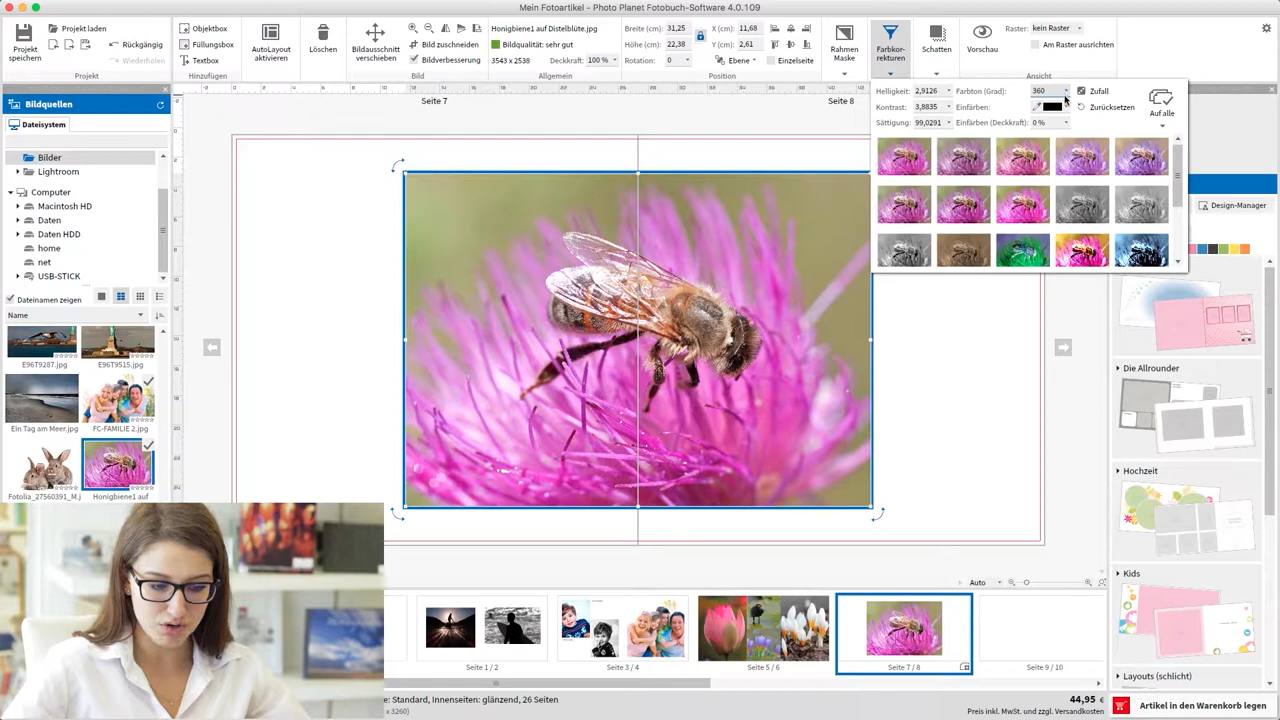 Mein Fotoartikel - Photo Planet Fotobuch-Software 4.0.109
Projekt speichern
Projekt laden
Rückgängig
Wiederholen
Projekt
Objektbox
Füllungsbox
Textbox
Hinzufügen
AutoLayout aktivieren
Löschen
Bildausschnitt verschieben
Bild zuschneiden
Bildverbesserung
Bild
Honigbiene1 auf Distelblüte.jpg
Bildqualität: sehr gut
3543 x 2538
Deckkraft: 100 %
Allgemein
Breite (cm): 31,25
X (cm): 11,68
Höhe (cm): 22,38
Y (cm): 2,61
Rotation: 0
Ebene
Einzelseite
Position
Rahmen Maske
Farbkor-rekturen
Schatten
Vorschau
Raster: kein Raster
Am Raster ausrichten
Ansicht
Helligkeit: 2,9126
Farbton (Grad): 360
Zufall
Kontrast: 3,8835
Einfärben:
Zurücksetzen
Sättigung: 99,0291
Einfärben (Deckkraft): 0 %
Auf alle
Bildquellen
Dateisystem
Bilder
Lightroom
Computer
Macintosh HD
Daten
Daten HDD
home
net
USB-STICK
Dateinamen zeigen
Name
E96T9287.jpg
E96T9515.jpg
Ein Tag am Meer.jpg
FC-FAMILIE 2.jpg
Fotolia_27560391_M.j
Honigbiene1 auf
Seite 7
Seite 8
Design-Manager
Die Allrounder
Hochzeit
Kids
Layouts (schlicht)
Auto
Seite 1 / 2
Seite 3 / 4
Seite 5 / 6
Seite 7 / 8
Seite 9 / 10
e: Standard, Innenseiten: glänzend, 26 Seiten
x 3260)
44,95 €
Preis inkl. MwSt. und zzgl. Versandkosten
Artikel in den Warenkorb legen